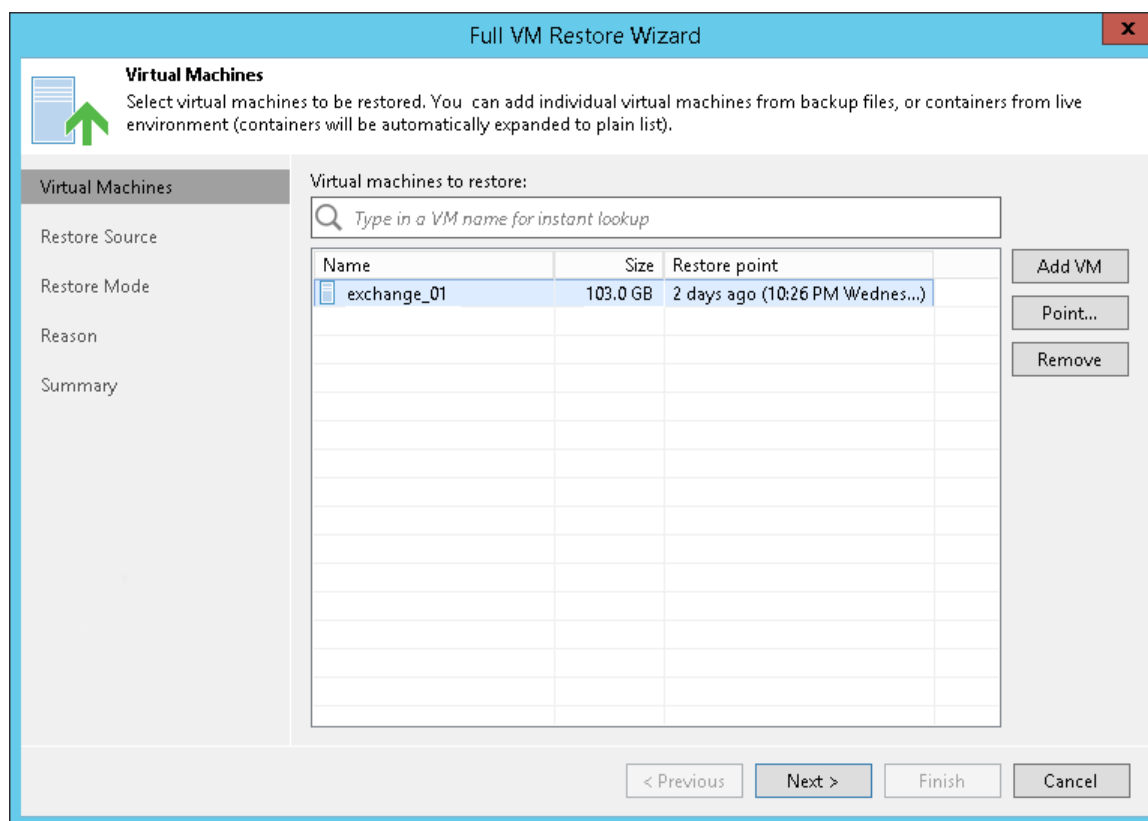 Full VM Restore Wizard
x
Virtual Machines
Select virtual machines to be restored. You can add individual virtual machines from backup files, or containers from live
environment (containers will be automatically expanded to plain list).
Virtual Machines
Restore Source
Restore Mode
Reason
Summary
Virtual machines to restore:
Type in a VM name for instant lookup
Name Size Restore point
exchange_01 103.0 GB 2 days ago (10:26 PM Wednes...)
Add VM
Point...
Remove
< Previous Next > Finish Cancel